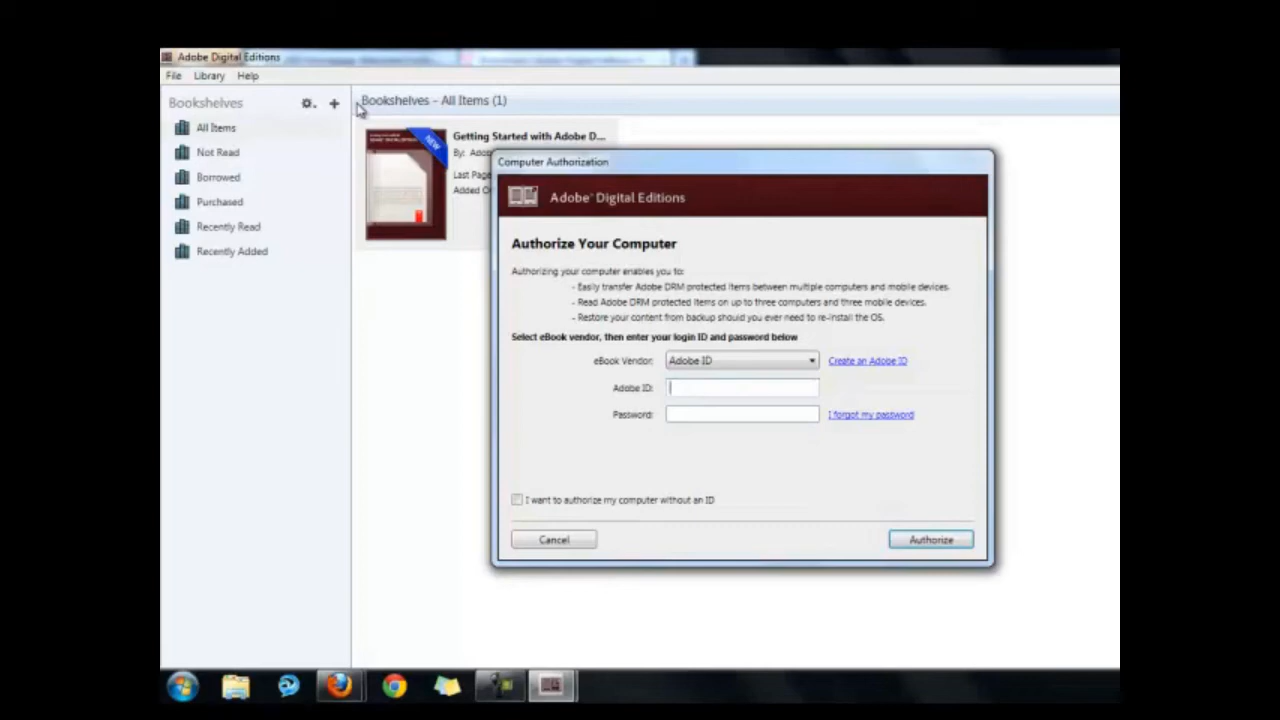 Adobe Digital Editions
File Library Help
Bookshelves
Bookshelves - All Items (1)
All Items
Not Read
Borrowed
Purchased
Recently Read
Recently Added
NEW
Getting Started with Adobe D...
By: Adob
Last Page
Added O
Computer Authorization
Adobe® Digital Editions
Authorize Your Computer
Authorizing your computer enables you to:
- Easily transfer Adobe DRM protected items between multiple computers and mobile devices.
- Read Adobe DRM protected items on up to three computers and three mobile devices.
- Restore your content from backup should you ever need to re-install the OS.
Select eBook vendor, then enter your login ID and password below
eBook Vendor: Adobe ID Create an Adobe ID
Adobe ID:
Password: I forgot my password
I want to authorize my computer without an ID
Cancel Authorize